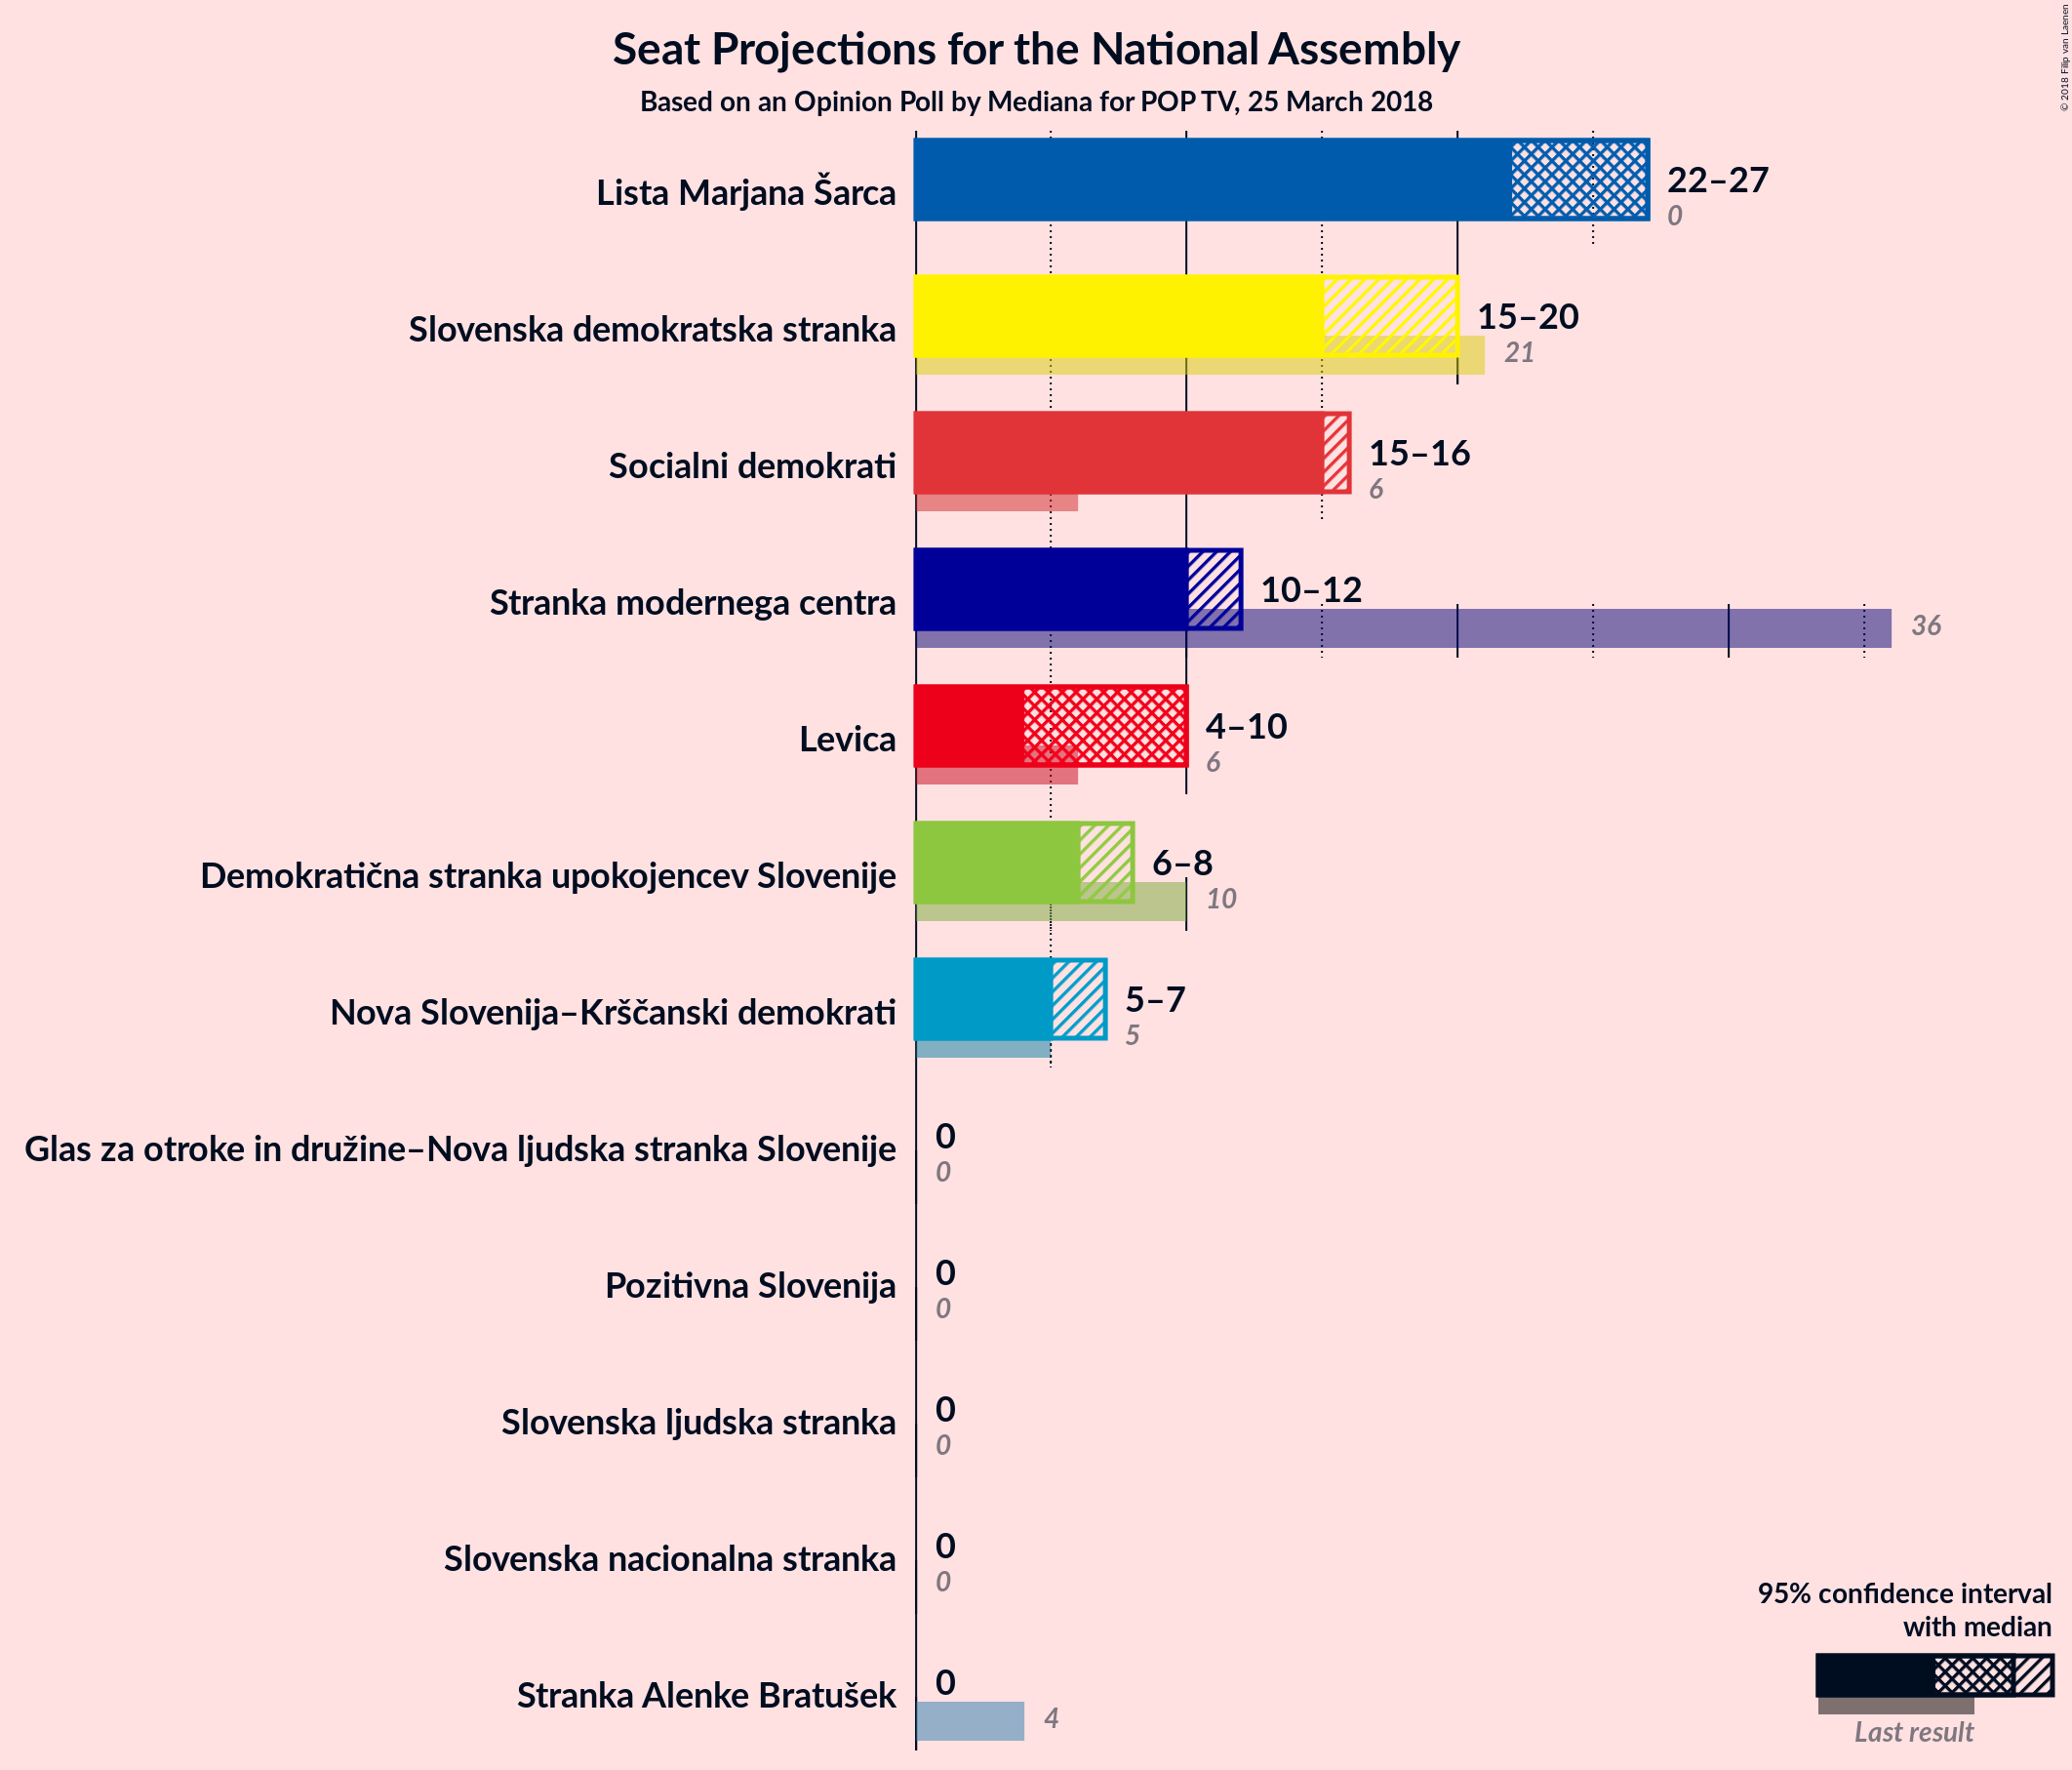 Seat Projections for the National Assembly
Based on an Opinion Poll by Mediana for POP TV, 25 March 2018
© 2018 Filip van Laenen
Lista Marjana Šarca
22–27
0
Slovenska demokratska stranka
15–20
21
Socialni demokrati
15–16
6
Stranka modernega centra
10–12
36
Levica
4–10
6
Demokratična stranka upokojencev Slovenije
6–8
10
Nova Slovenija–Krščanski demokrati
5–7
5
Glas za otroke in družine–Nova ljudska stranka Slovenije
0
0
Pozitivna Slovenija
0
0
Slovenska ljudska stranka
0
0
Slovenska nacionalna stranka
0
0
Stranka Alenke Bratušek
0
4
95% confidence interval
with median
Last result